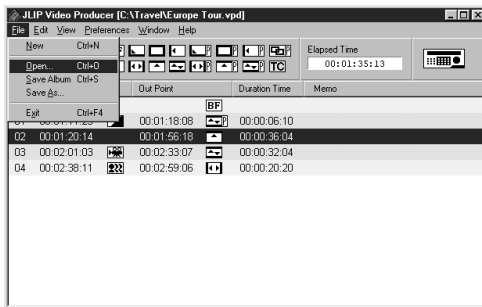 JLIP Video Producer [C:\Travel\Europe Tour.vpd]
File Edit View Preferences Window Help
New Ctrl+N
Open... Ctrl+O
Save Album Ctrl+S
Save As...
Exit Ctrl+F4
P P P P
P P TC
Elapsed Time
00:01:35:13
Out Point Duration Time Memo
BF
00:01:18:08 P 00:00:06:10
02 00:01:20:14 00:01:56:18 00:00:36:04
03 00:02:01:03 00:02:33:07 00:00:32:04
04 00:02:38:11 00:02:59:06 00:00:20:20